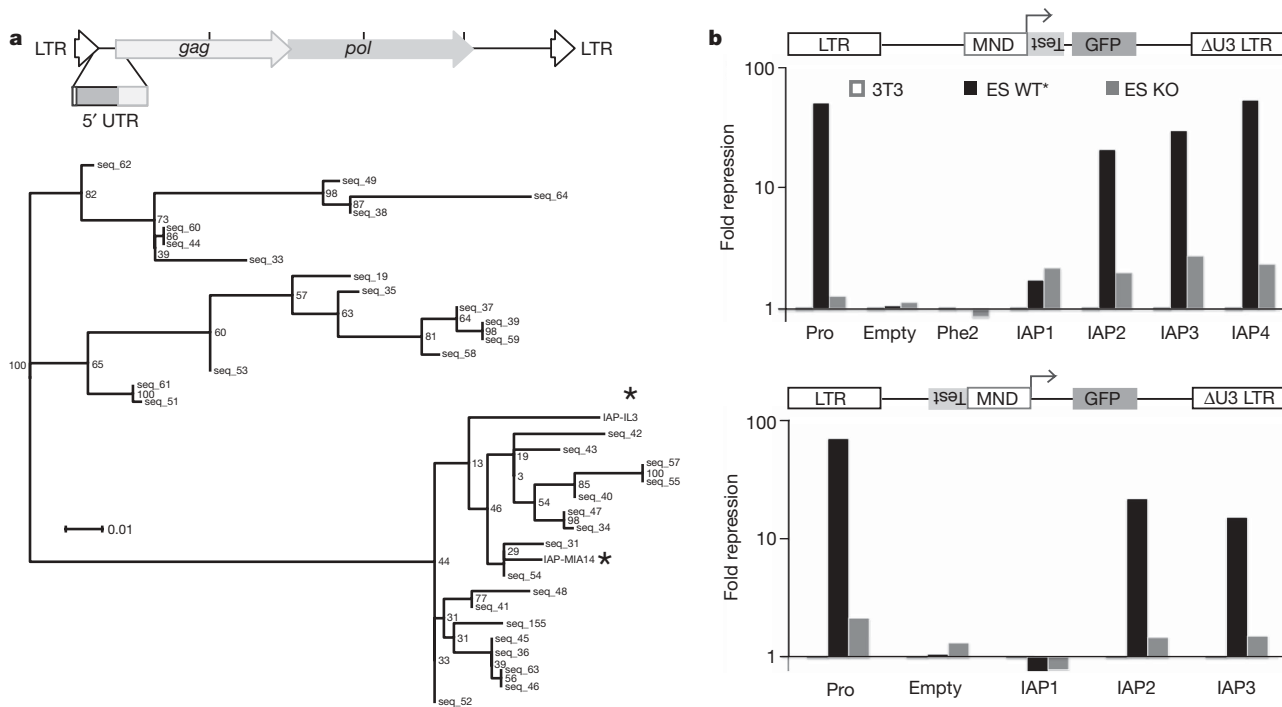 a
LTR
gag
pol
LTR
5′ UTR
seq_62
82
seq_49
98
seq_64
87
seq_38
73
seq_60
86
seq_44
39
seq_33
seq_19
57
seq_35
63
seq_37
64
seq_39
98
seq_59
81
seq_58
60
seq_53
100
65
seq_61
100
seq_51
*
IAP-IL3
13
seq_42
19
seq_43
3
seq_57
100
seq_55
85
seq_40
54
seq_47
98
seq_34
46
seq_31
29
IAP-MIA14 *
seq_54
0.01
44
seq_48
77
seq_41
31
seq_155
31
seq_45
seq_36
39
seq_63
56
seq_46
33
seq_52
b
LTR MND Test GFP ΔU3 LTR
100
3T3 ES WT* ES KO
10
1
Fold repression
Pro Empty Phe2 IAP1 IAP2 IAP3 IAP4
LTR Test MND GFP ΔU3 LTR
100
10
1
Fold repression
Pro Empty IAP1 IAP2 IAP3